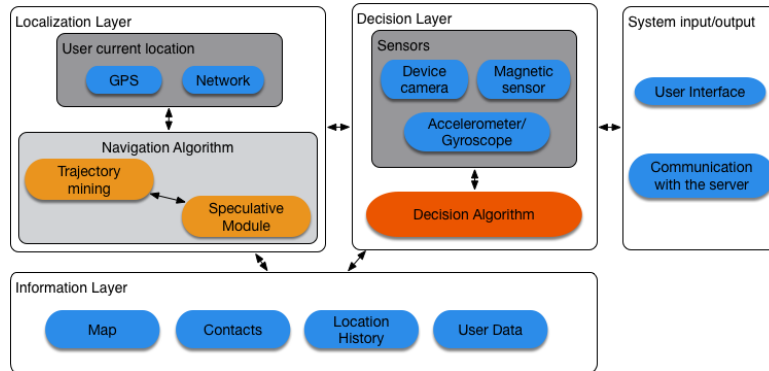 Localization Layer
User current location
GPS
Network
Navigation Algorithm
Trajectory
mining
Speculative
Module
Decision Layer
Sensors
Device
camera
Magnetic
sensor
Accelerometer/
Gyroscope
Decision Algorithm
System input/output
User Interface
Communication
with the server
Information Layer
Map
Contacts
Location
History
User Data